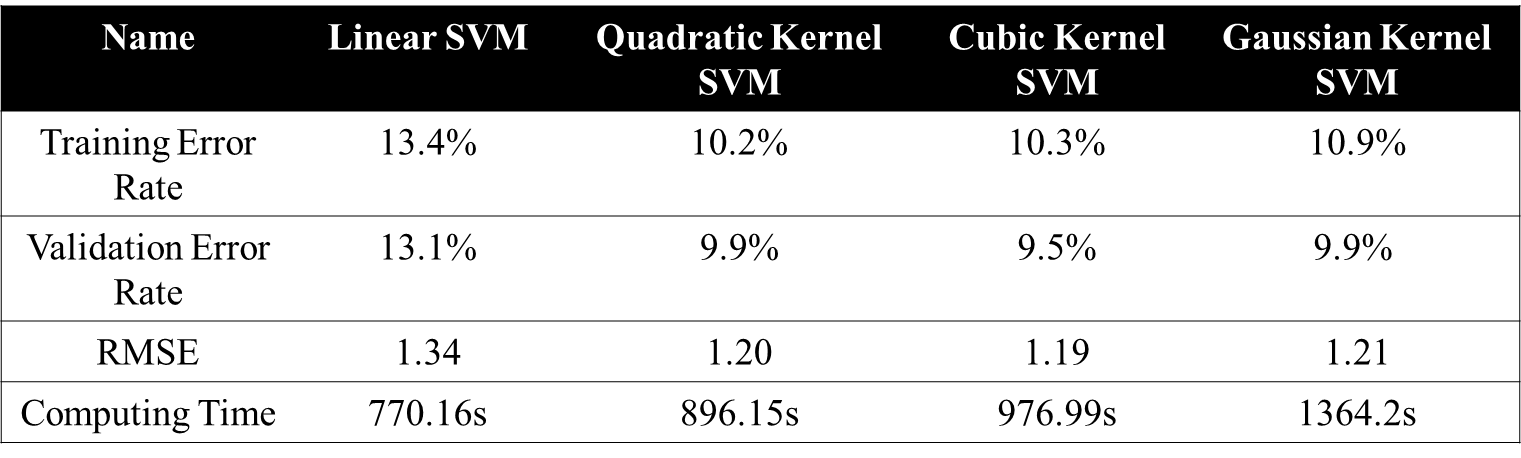 Name Linear SVM Quadratic Kernel SVM Cubic Kernel SVM Gaussian Kernel SVM
Training Error Rate 13.4% 10.2% 10.3% 10.9%
Validation Error Rate 13.1% 9.9% 9.5% 9.9%
RMSE 1.34 1.20 1.19 1.21
Computing Time 770.16s 896.15s 976.99s 1364.2s